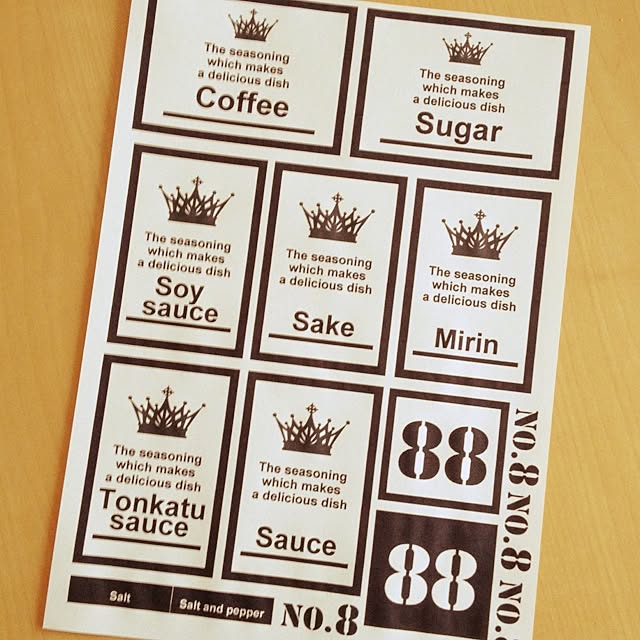 The seasoning
which makes
a delicious dish
Coffee
The seasoning
which makes
a delicious dish
Sugar
The seasoning
which makes
a delicious dish
Soy
sauce
The seasoning
which makes
a delicious dish
Sake
The seasoning
which makes
a delicious dish
Mirin
The seasoning
which makes
a delicious dish
Tonkatu
sauce
The seasoning
which makes
a delicious dish
Sauce
88
88
No.8 No.8 No.
Salt
Salt and pepper
No.8